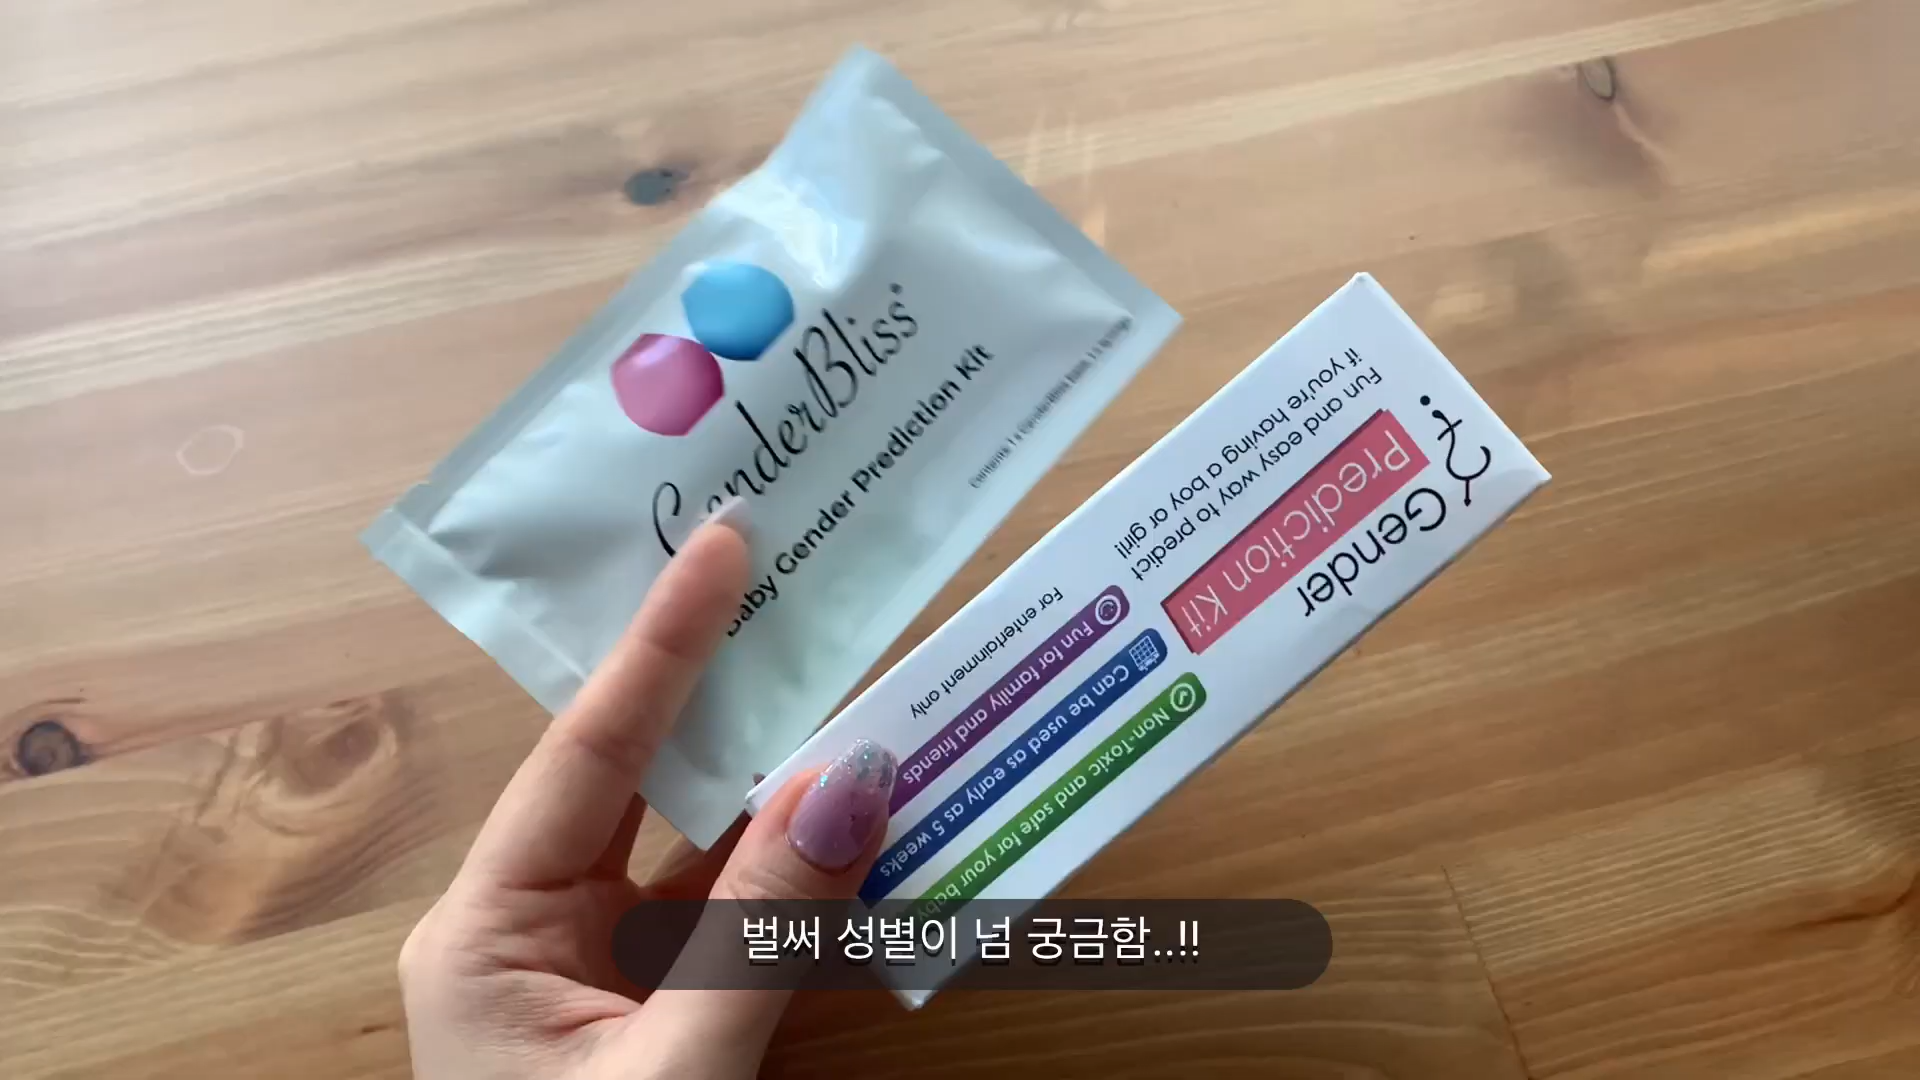 GenderBliss
Baby Gender Prediction Kit
Gender
Prediction Kit
Fun and easy way to predict
if you're having a boy or girl!
Non-Toxic and safe for your baby
Can be used as early as 5 weeks
Fun for family and friends
For entertainment only
벌써 성별이 넘 궁금함..!!